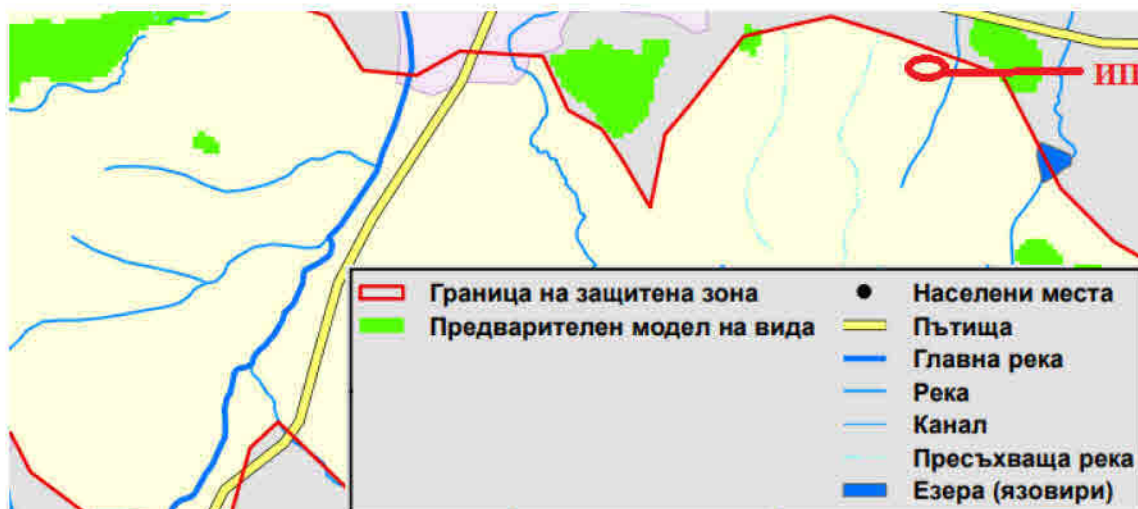 ИП
Граница на защитена зона
Предварителен модел на вида
Населени места
Пътища
Главна река
Река
Канал
Пресъхваща река
Езера (язовири)